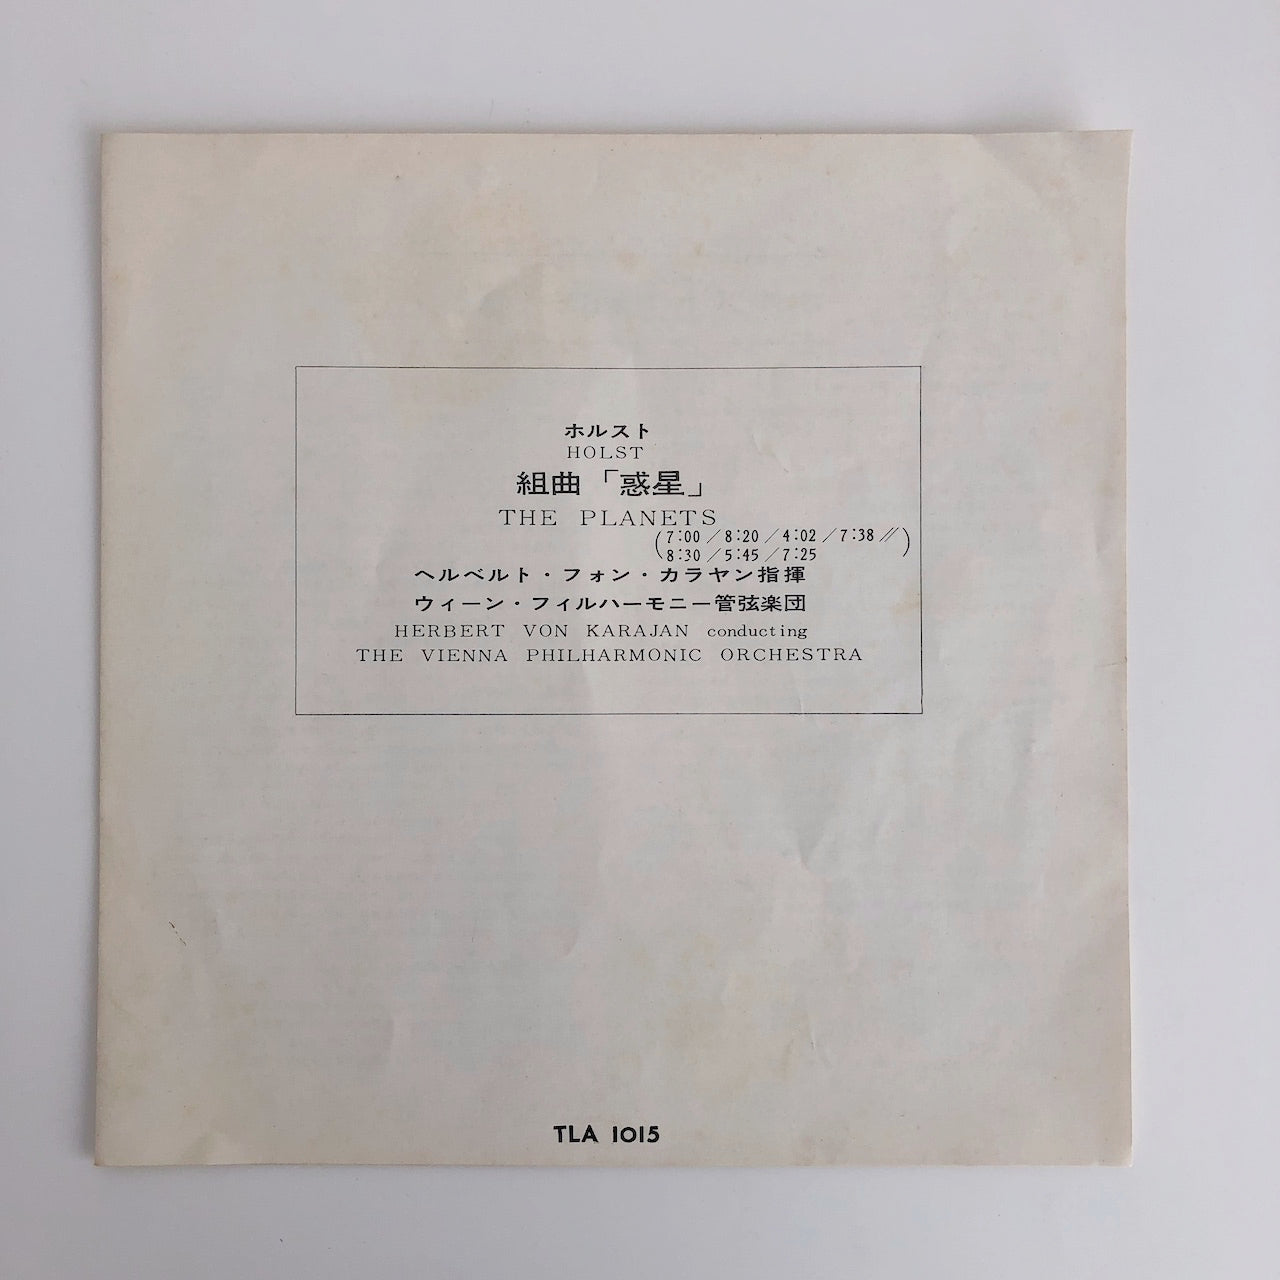 ホルスト
HOLST
組曲「惑星」
THE PLANETS
(7:00／8:20／4:02／7:38∥
8:30／5:45／7:25)
ヘルベルト・フォン・カラヤン指揮
ウィーン・フィルハーモニー管弦楽団
HERBERT VON KARAJAN conducting
THE VIENNA PHILHARMONIC ORCHESTRA
TLA 1015